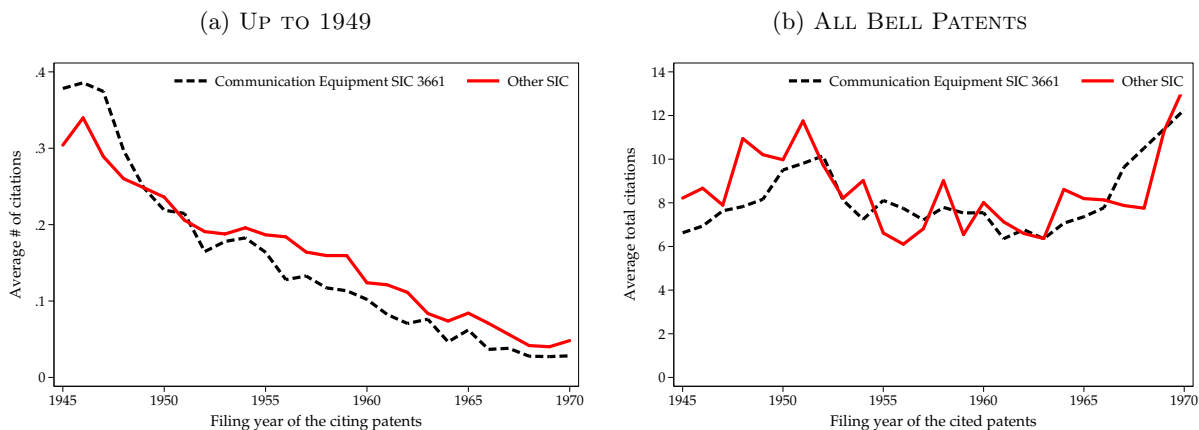 (a) Up to 1949
Average # of citations
.4
.3
.2
.1
0
Communication Equipment SIC 3661
Other SIC
1945
1950
1955
1960
1965
1970
Filing year of the citing patents
(b) All Bell Patents
Average total citations
14
12
10
8
6
4
2
0
Communication Equipment SIC 3661
Other SIC
1945
1950
1955
1960
1965
1970
Filing year of the cited patents